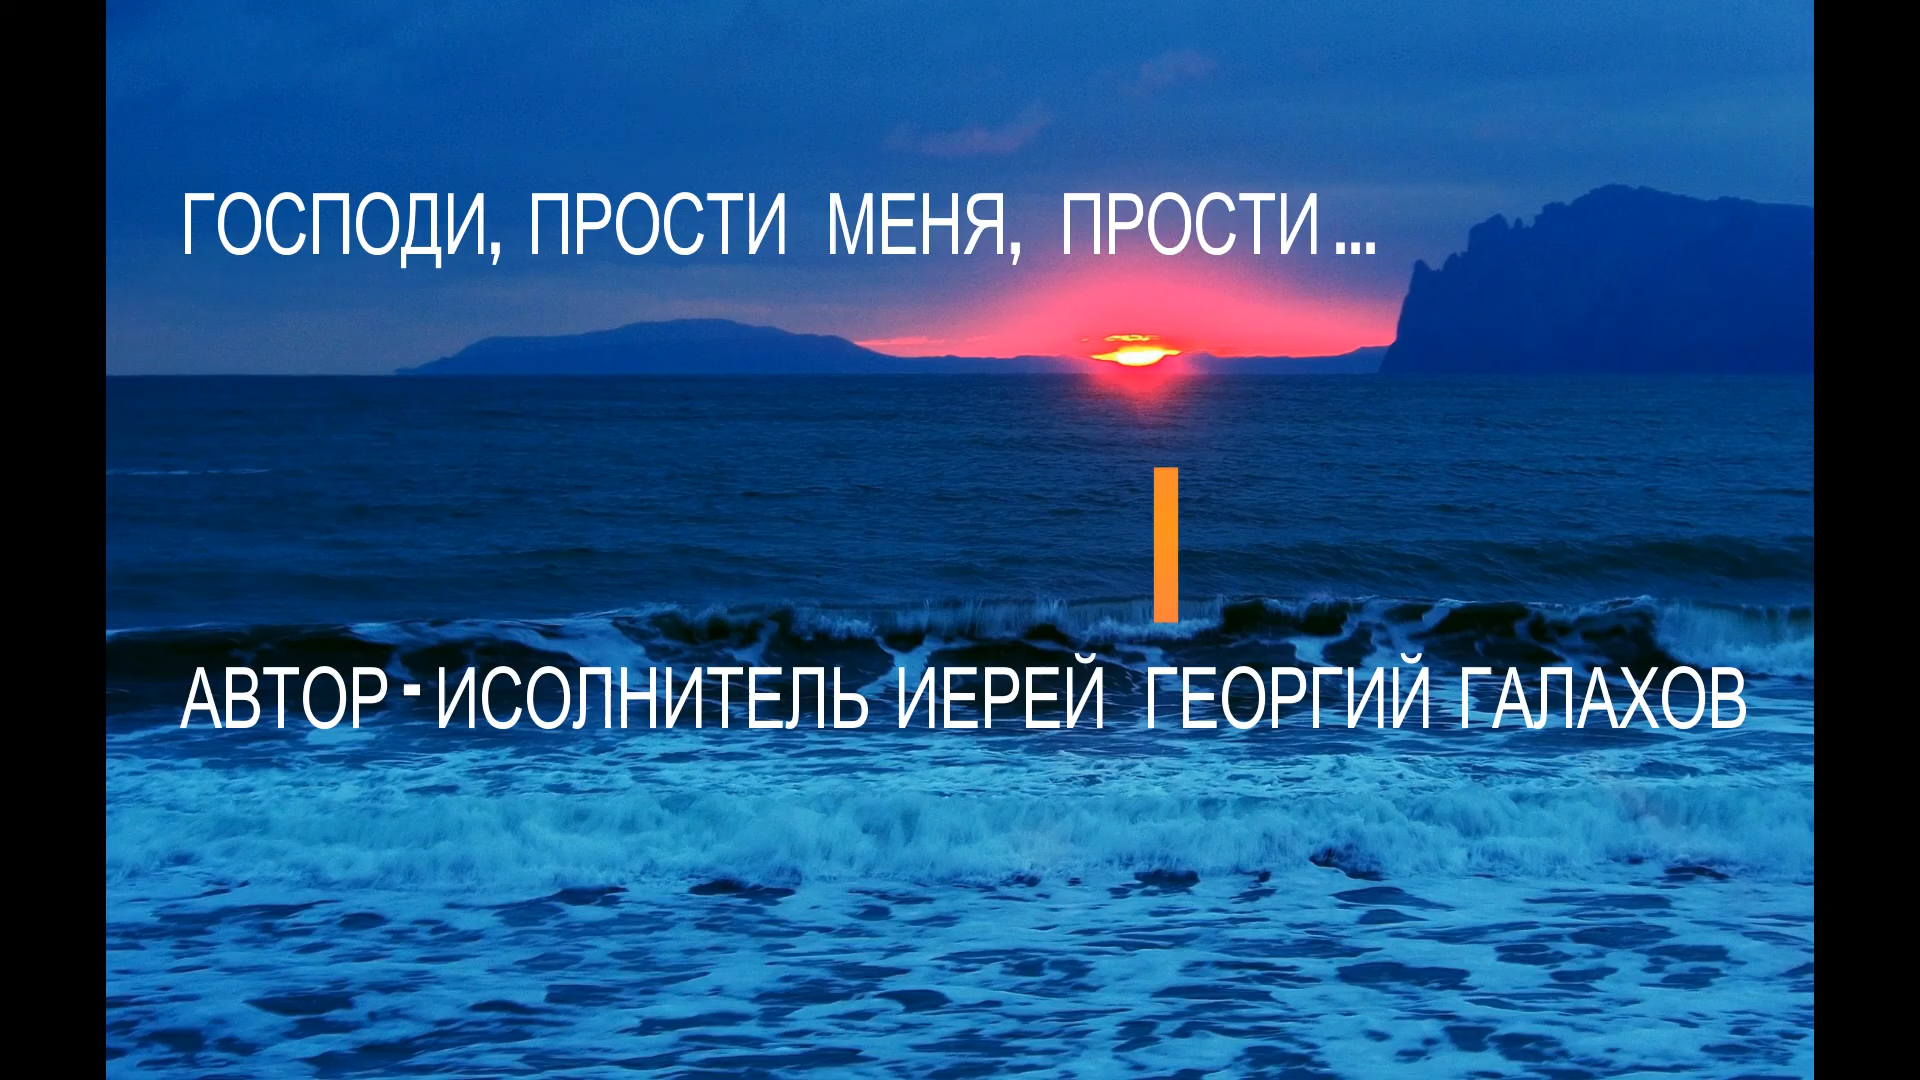 ГОСПОДИ, ПРОСТИ МЕНЯ, ПРОСТИ...
АВТОР-ИСОЛНИТЕЛЬ ИЕРЕЙ ГЕОРГИЙ ГАЛАХОВ